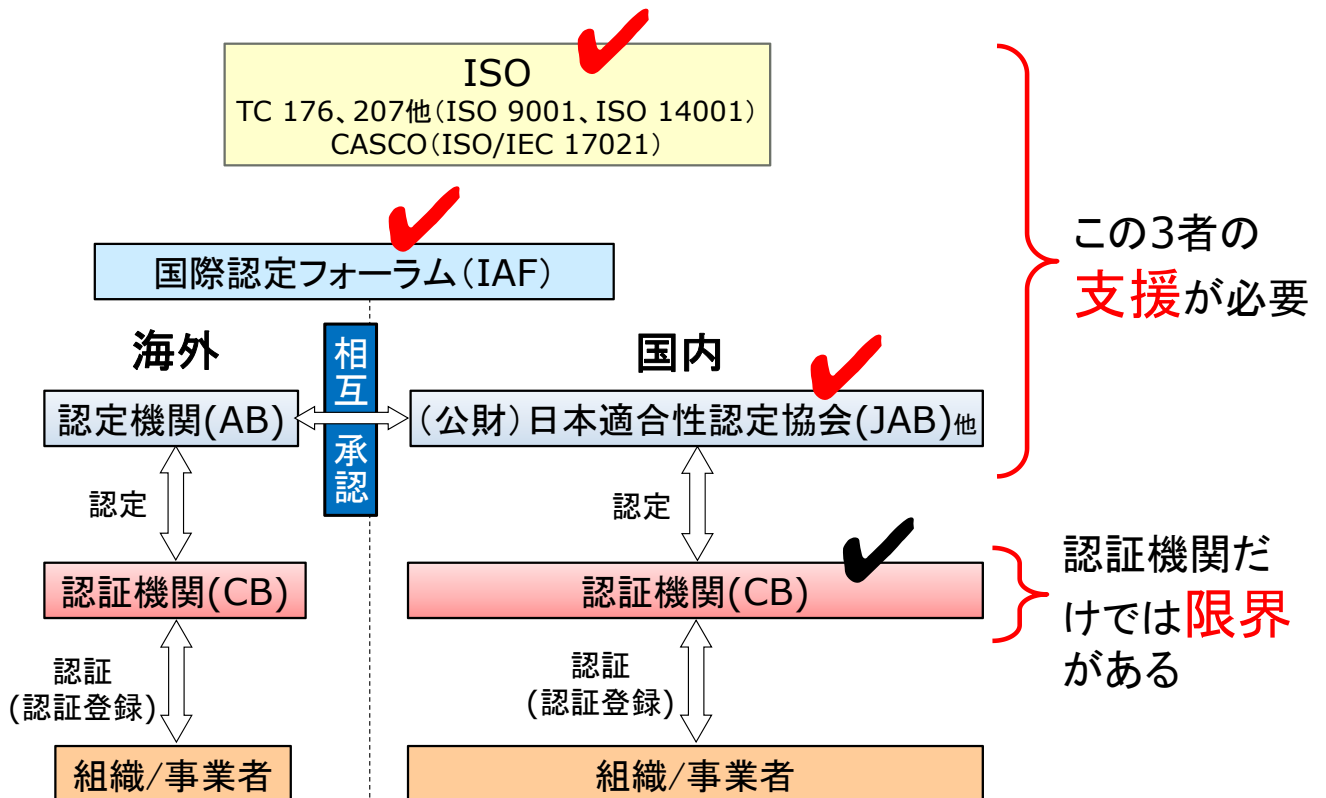 ISO
TC 176、207他(ISO 9001、ISO 14001)
CASCO(ISO/IEC 17021)
国際認定フォーラム(IAF)
この3者の
支援が必要
海外
相互承認
国内
認定機関(AB)
(公財)日本適合性認定協会(JAB)他
認定
認定
認証機関(CB)
認証機関(CB)
認証機関だ
けでは限界
がある
認証
(認証登録)
認証
(認証登録)
組織/事業者
組織/事業者